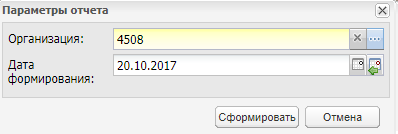 Параметры отчета
Организация: 4508
Дата
формирования: 20.10.2017
Сформировать Отмена